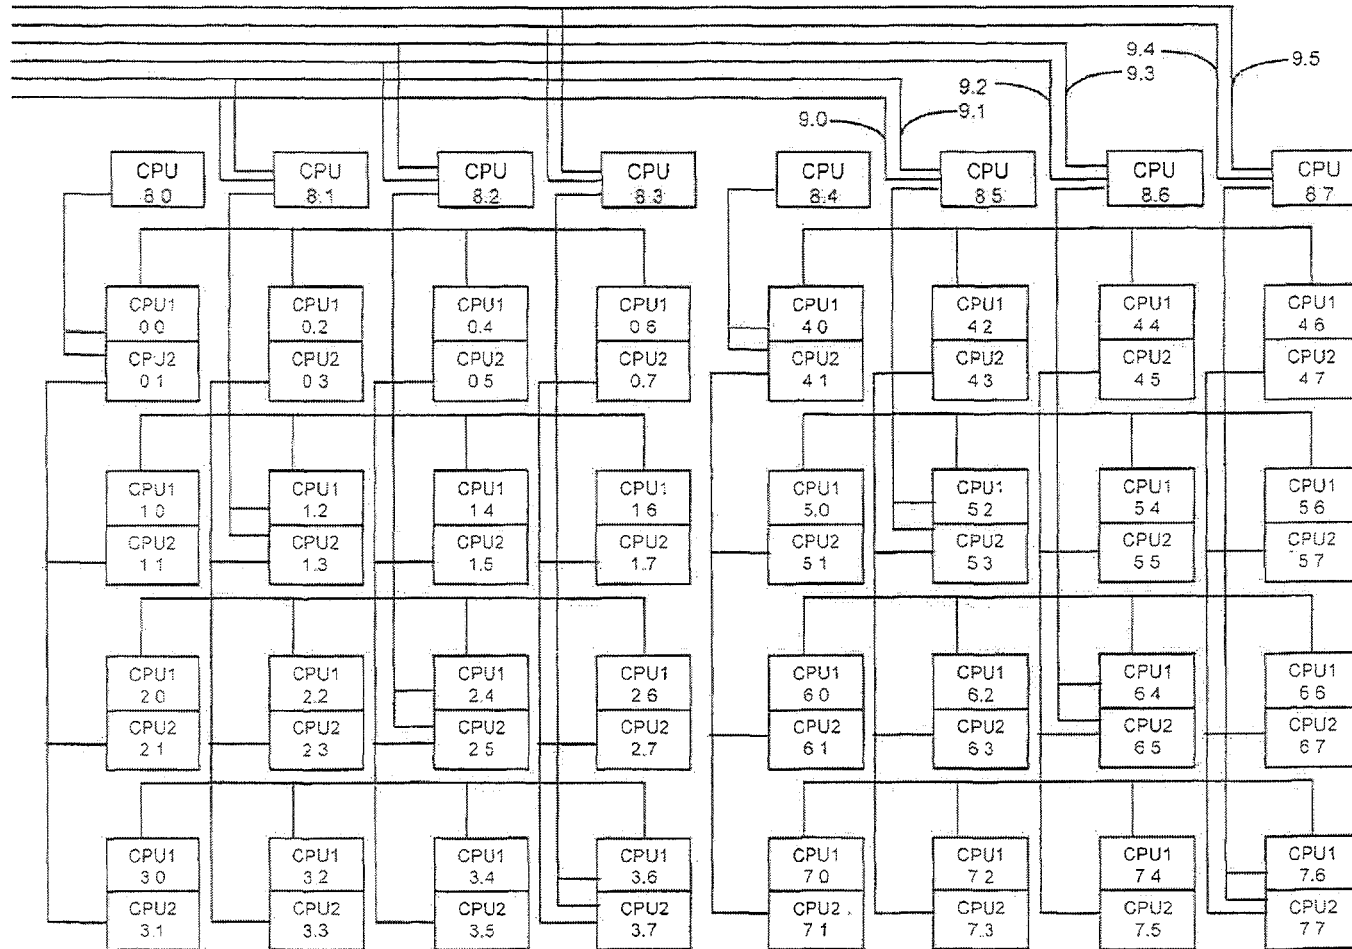 9.4
9.5
9.2
9.3
9.0
9.1
CPU
8.0
CPU
8.1
CPU
8.2
CPU
8.3
CPU
8.4
CPU
8.5
CPU
8.6
CPU
8.7
CPU1
0.0
CPU2
0.1
CPU1
0.2
CPU2
0.3
CPU1
0.4
CPU2
0.5
CPU1
0.6
CPU2
0.7
CPU1
4.0
CPU2
4.1
CPU1
4.2
CPU2
4.3
CPU1
4.4
CPU2
4.5
CPU1
4.6
CPU2
4.7
CPU1
1.0
CPU2
1.1
CPU1
1.2
CPU2
1.3
CPU1
1.4
CPU2
1.5
CPU1
1.6
CPU2
1.7
CPU1
5.0
CPU2
5.1
CPU1
5.2
CPU2
5.3
CPU1
5.4
CPU2
5.5
CPU1
5.6
CPU2
5.7
CPU1
2.0
CPU2
2.1
CPU1
2.2
CPU2
2.3
CPU1
2.4
CPU2
2.5
CPU1
2.6
CPU2
2.7
CPU1
6.0
CPU2
6.1
CPU1
6.2
CPU2
6.3
CPU1
6.4
CPU2
6.5
CPU1
6.6
CPU2
6.7
CPU1
3.0
CPU2
3.1
CPU1
3.2
CPU2
3.3
CPU1
3.4
CPU2
3.5
CPU1
3.6
CPU2
3.7
CPU1
7.0
CPU2
7.1
CPU1
7.2
CPU2
7.3
CPU1
7.4
CPU2
7.5
CPU1
7.6
CPU2
7.7